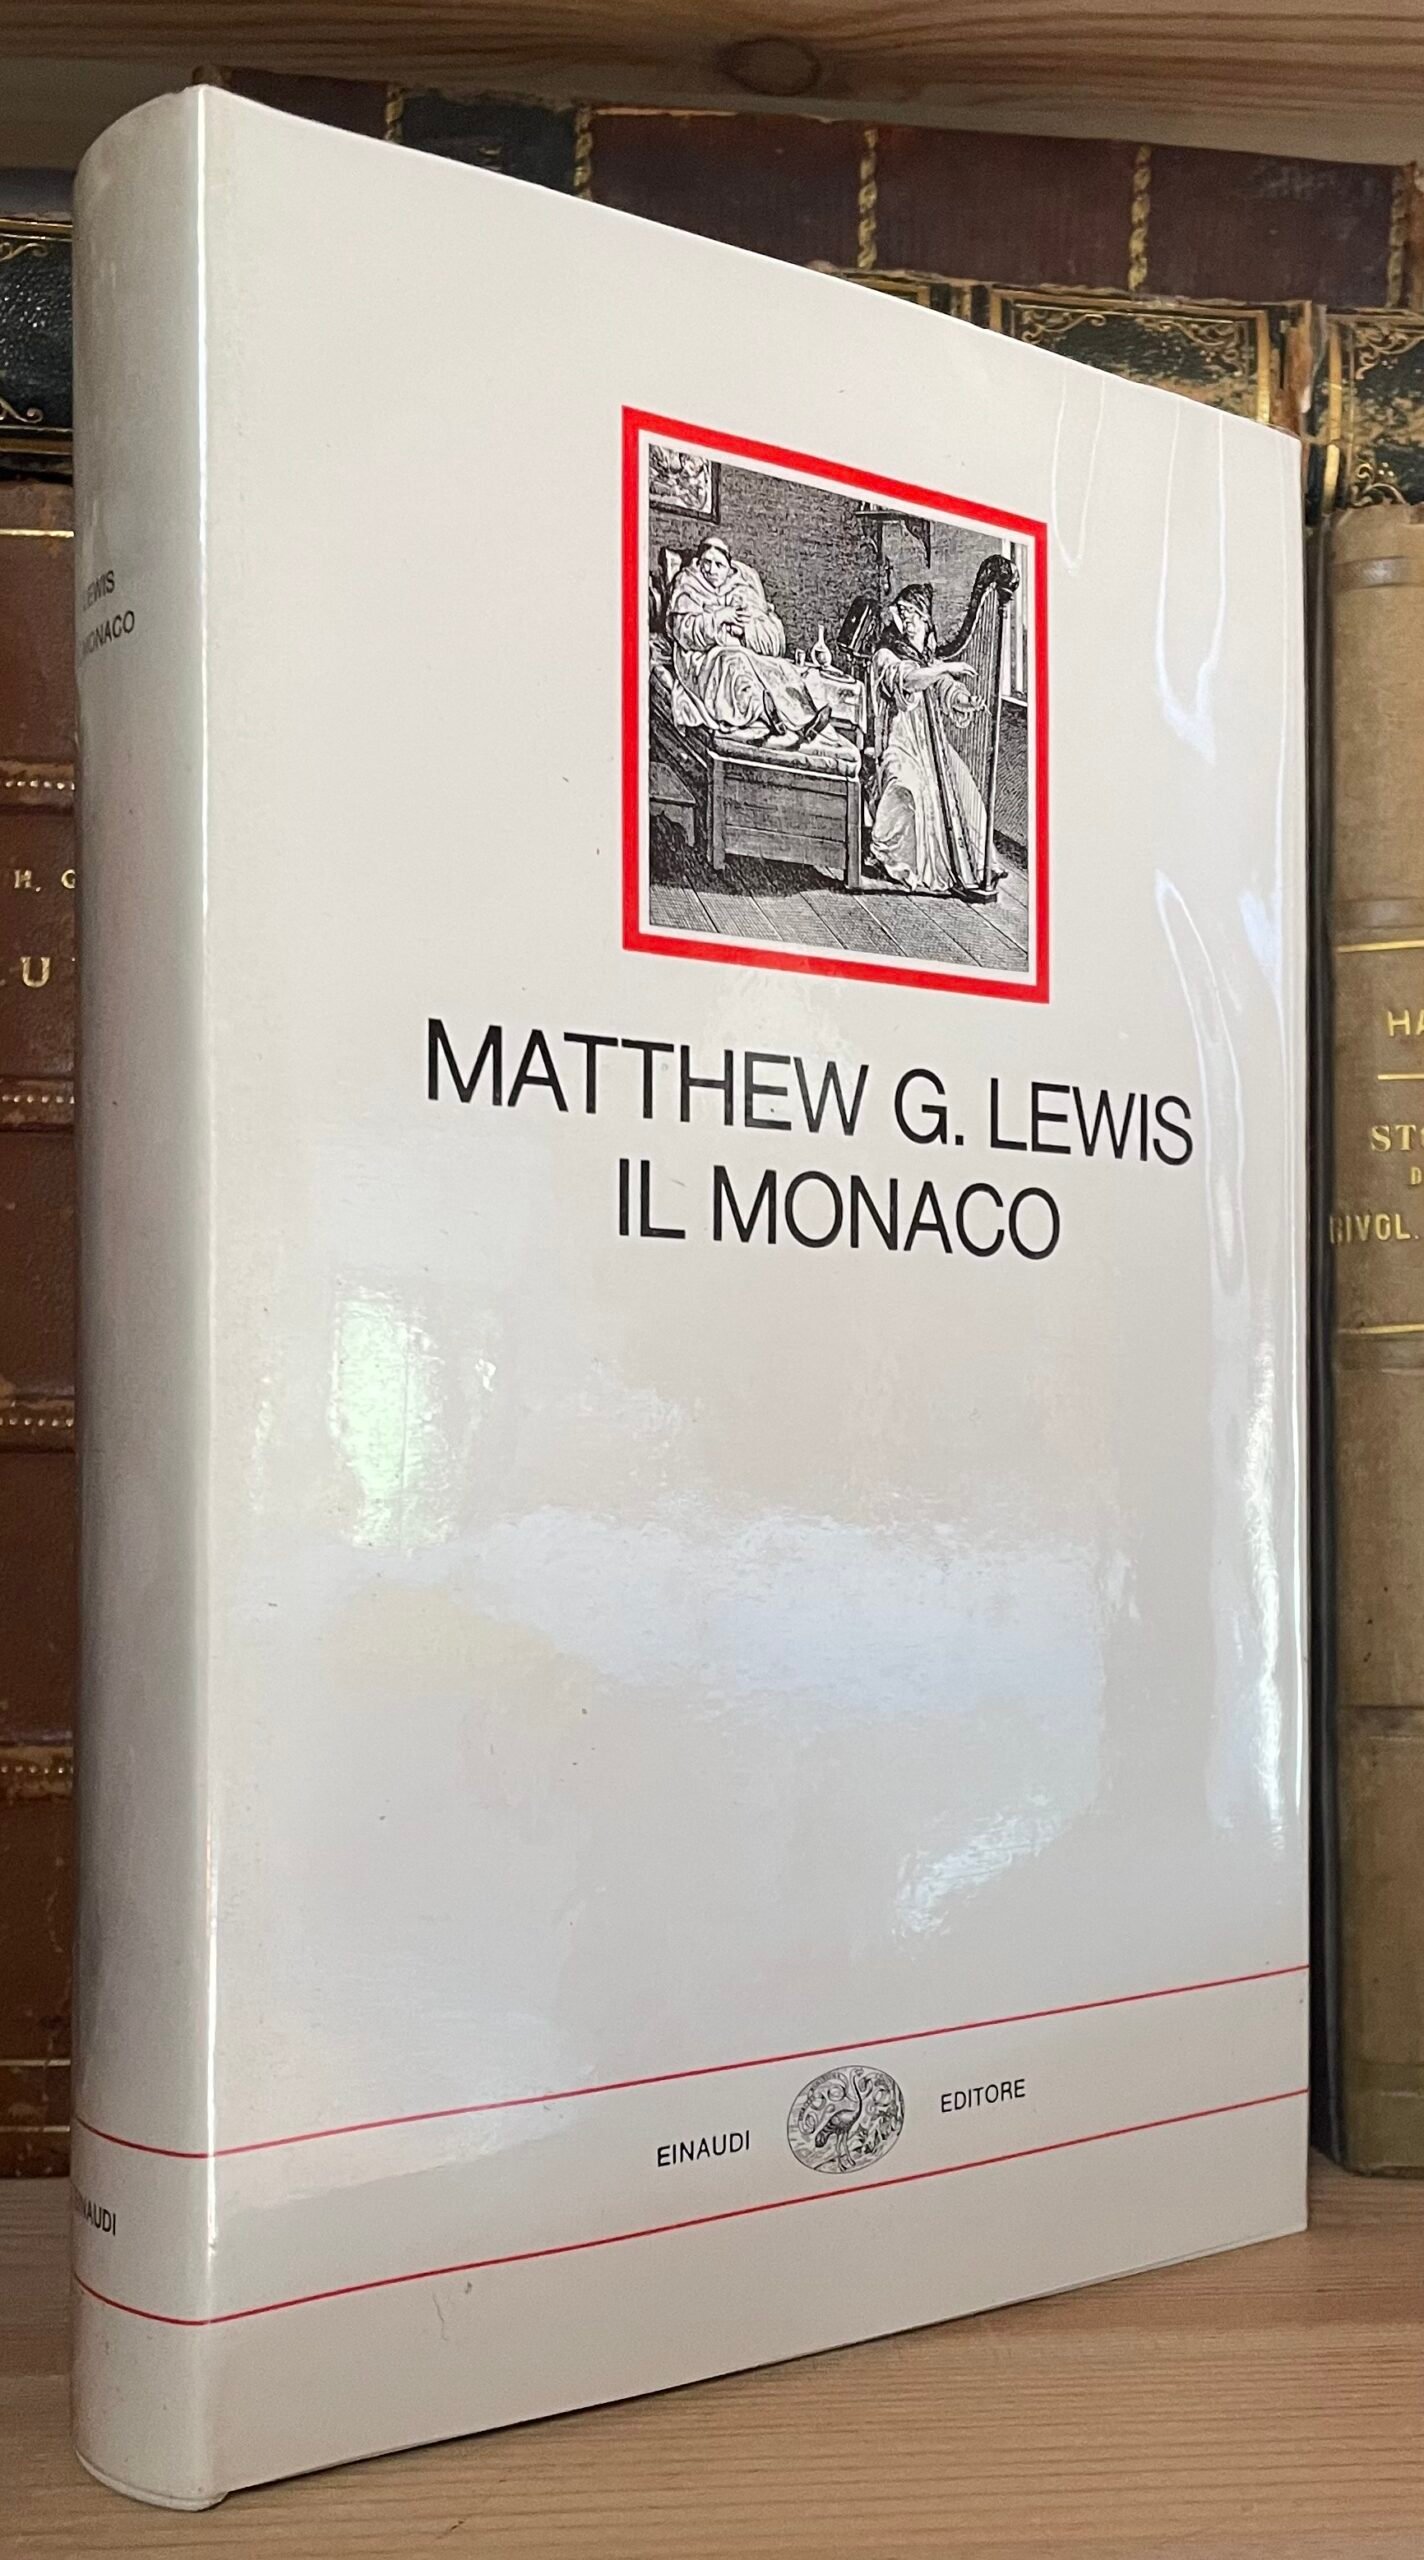 LEWIS
MONACO
MATTHEW G. LEWIS
IL MONACO
EINAUDI EDITORE
EINAUDI
H. G
U
HA
ST
D
RIVOL.